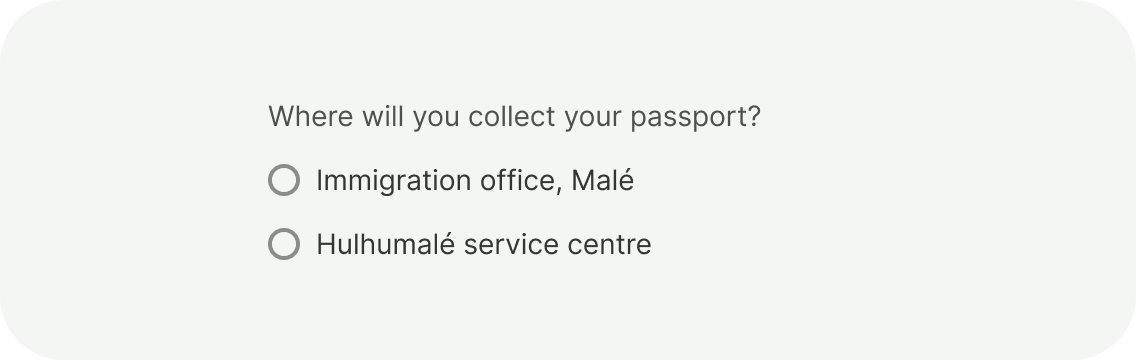 Where will you collect your passport?
Immigration office, Malé
Hulhumalé service centre